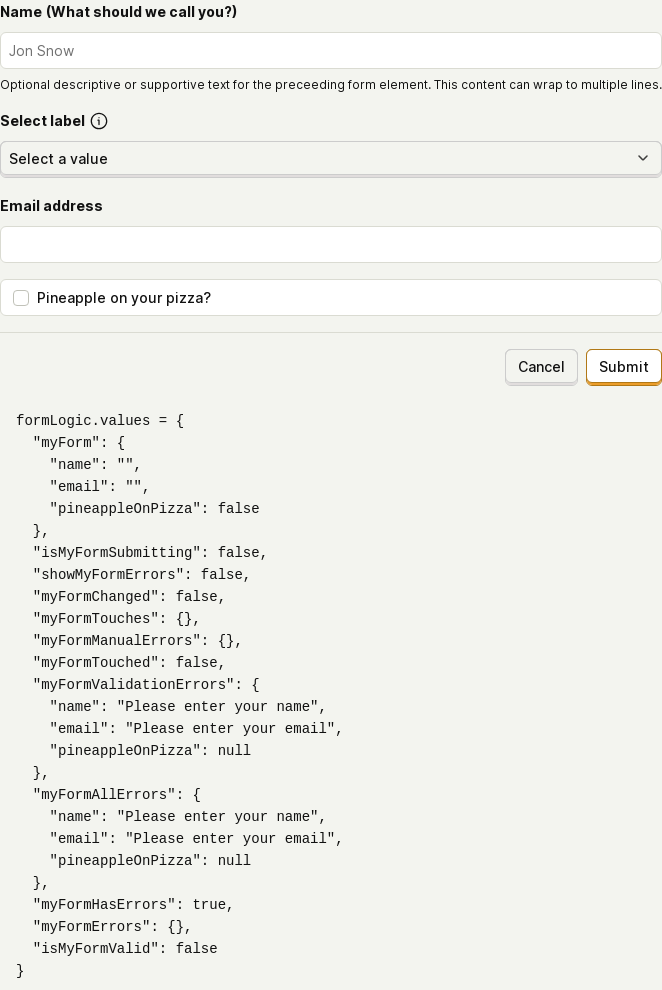 Name (What should we call you?)
Jon Snow
Optional descriptive or supportive text for the preceeding form element. This content can wrap to multiple lines.
Select label
Select a value
Email address
Pineapple on your pizza?
Cancel Submit
formLogic.values = {
  "myForm": {
    "name": "",
    "email": "",
    "pineappleOnPizza": false
  },
  "isMyFormSubmitting": false,
  "showMyFormErrors": false,
  "myFormChanged": false,
  "myFormTouches": {},
  "myFormManualErrors": {},
  "myFormTouched": false,
  "myFormValidationErrors": {
    "name": "Please enter your name",
    "email": "Please enter your email",
    "pineappleOnPizza": null
  },
  "myFormAllErrors": {
    "name": "Please enter your name",
    "email": "Please enter your email",
    "pineappleOnPizza": null
  },
  "myFormHasErrors": true,
  "myFormErrors": {},
  "isMyFormValid": false
}